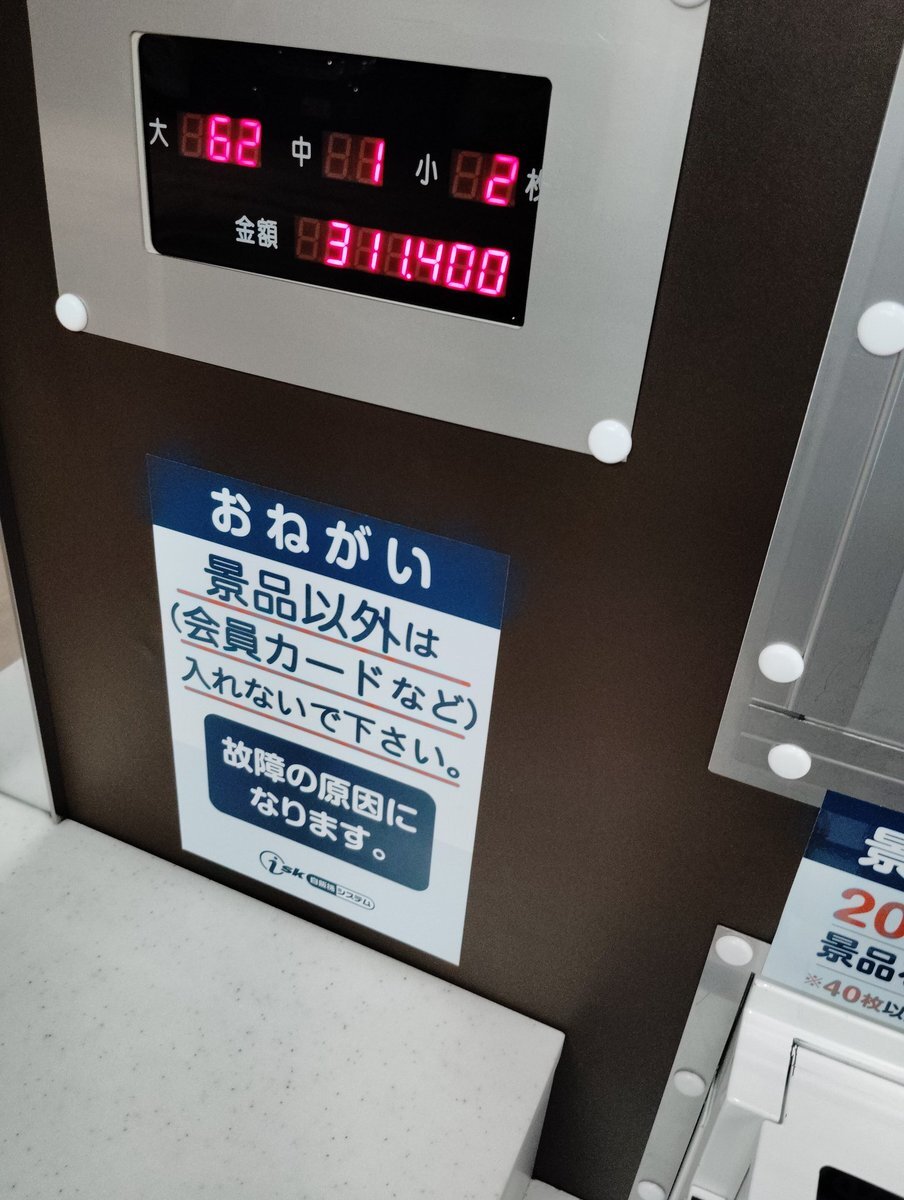 大 62 中 1 小 2 枚
金額 311,400
おねがい
景品以外は
(会員カードなど)
入れないで下さい。
故障の原因に
なります。
isk 自販機システム
景
20
景品
※40枚以